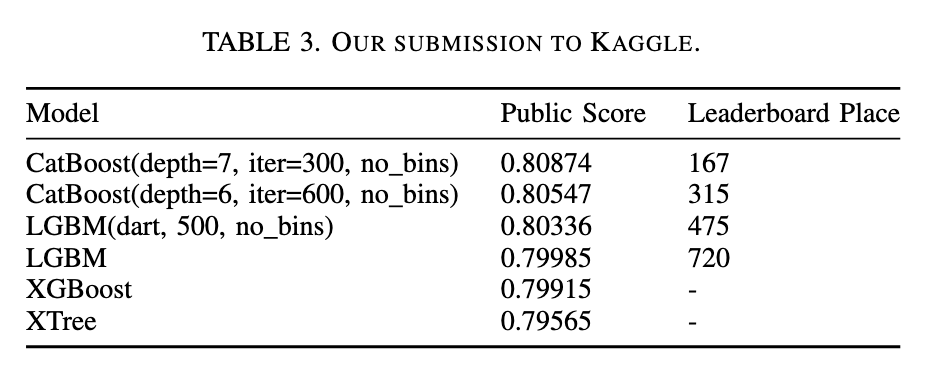 TABLE 3. OUR SUBMISSION TO KAGGLE.
Model Public Score Leaderboard Place
CatBoost(depth=7, iter=300, no_bins) 0.80874 167
CatBoost(depth=6, iter=600, no_bins) 0.80547 315
LGBM(dart, 500, no_bins) 0.80336 475
LGBM 0.79985 720
XGBoost 0.79915 -
XTree 0.79565 -